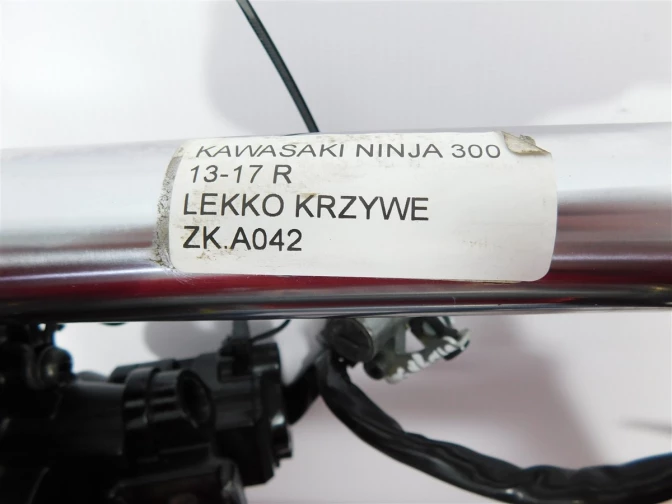 KAWASAKI NINJA 300
13-17 R
LEKKO KRZYWE
ZK.A042